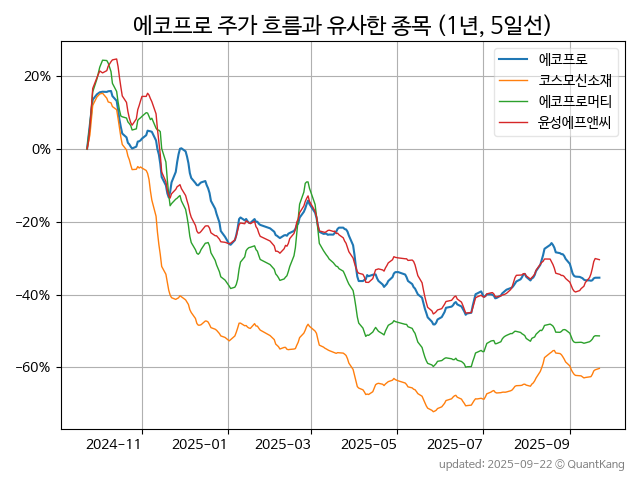 에코프로 주가 흐름과 유사한 종목 (1년, 5일선)
에코프로
코스모신소재
에코프로머티
윤성에프앤씨
20%
0%
−20%
−40%
−60%
2024-11 2025-01 2025-03 2025-05 2025-07 2025-09
updated: 2025-09-22 © QuantKang